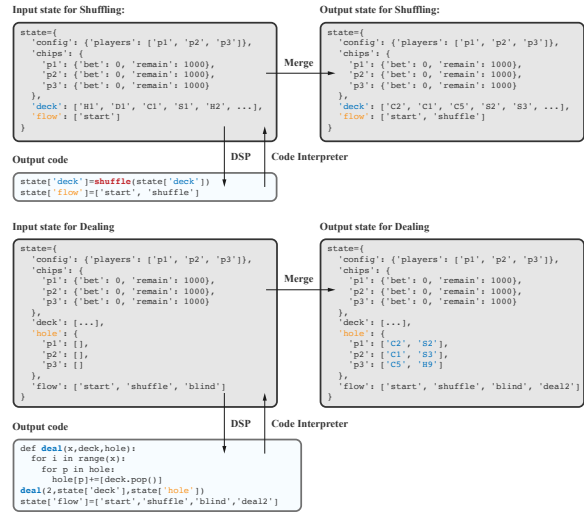 Input state for Shuffling:
state={
'config': {'players': ['p1', 'p2', 'p3']},
'chips': {
'p1': {'bet': 0, 'remain': 1000},
'p2': {'bet': 0, 'remain': 1000},
'p3': {'bet': 0, 'remain': 1000}
},
'deck': ['H1', 'D1', 'C1', 'S1', 'H2', ...],
'flow': ['start']
}
Merge
Output state for Shuffling:
state={
'config': {'players': ['p1', 'p2', 'p3']},
'chips': {
'p1': {'bet': 0, 'remain': 1000},
'p2': {'bet': 0, 'remain': 1000},
'p3': {'bet': 0, 'remain': 1000}
},
'deck': ['C2', 'C1', 'C5', 'S2', 'S3', ...],
'flow': ['start', 'shuffle']
}
DSP
Code Interpreter
Output code
state['deck']=shuffle(state['deck'])
state['flow']=['start', 'shuffle']
Input state for Dealing
state={
'config': {'players': ['p1', 'p2', 'p3']},
'chips': {
'p1': {'bet': 0, 'remain': 1000},
'p2': {'bet': 0, 'remain': 1000},
'p3': {'bet': 0, 'remain': 1000}
},
'deck': [...],
'hole': {
'p1': [],
'p2': [],
'p3': []
},
'flow': ['start', 'shuffle', 'blind']
}
Merge
Output state for Dealing
state={
'config': {'players': ['p1', 'p2', 'p3']},
'chips': {
'p1': {'bet': 0, 'remain': 1000},
'p2': {'bet': 0, 'remain': 1000},
'p3': {'bet': 0, 'remain': 1000}
},
'deck': [...],
'hole': {
'p1': ['C2', 'S2'],
'p2': ['C1', 'S3'],
'p3': ['C5', 'H9']
},
'flow': ['start', 'shuffle', 'blind', 'deal2']
}
DSP
Code Interpreter
Output code
def deal(x,deck,hole):
for i in range(x):
for p in hole:
hole[p]+=[deck.pop()]
deal(2,state['deck'],state['hole'])
state['flow']=['start','shuffle','blind','deal2']